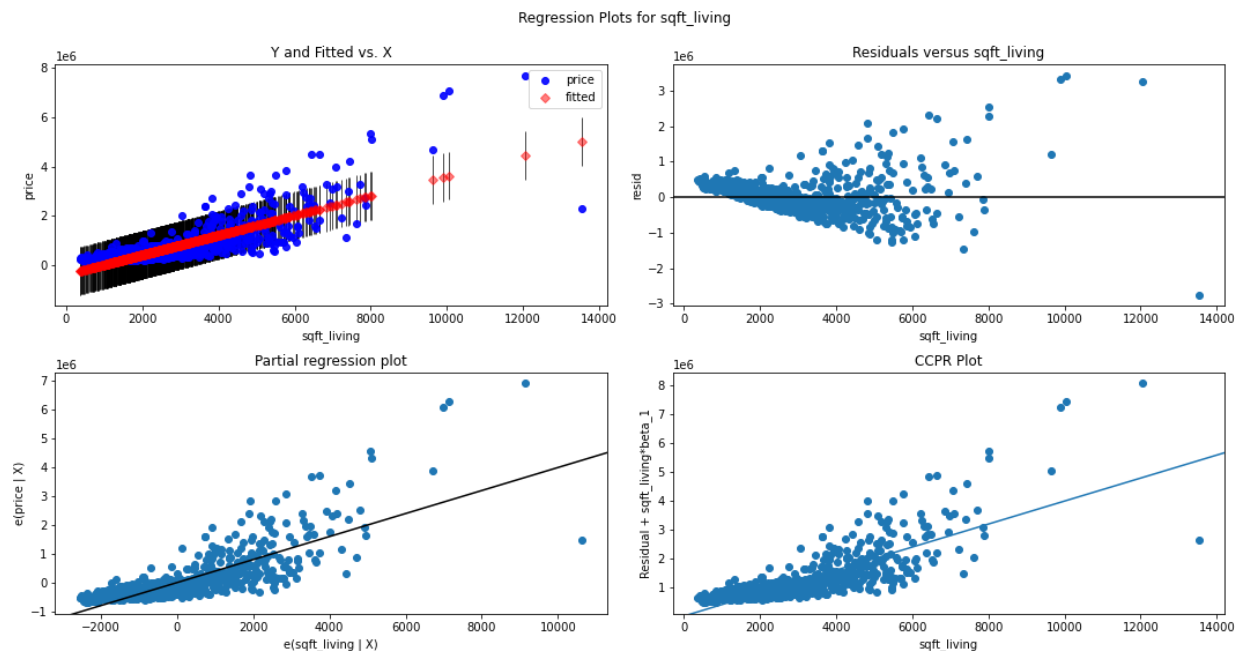 Regression Plots for sqft_living
Y and Fitted vs. X
1e6
price
fitted
8
6
4
2
0
price
0 2000 4000 6000 8000 10000 12000 14000
sqft_living
Residuals versus sqft_living
1e6
3
2
1
0
−1
−2
−3
resid
0 2000 4000 6000 8000 10000 12000 14000
sqft_living
Partial regression plot
1e6
7
6
5
4
3
2
1
0
−1
e(price | X)
−2000 0 2000 4000 6000 8000 10000
e(sqft_living | X)
CCPR Plot
1e6
8
7
6
5
4
3
2
1
Residual + sqft_living*beta_1
0 2000 4000 6000 8000 10000 12000 14000
sqft_living